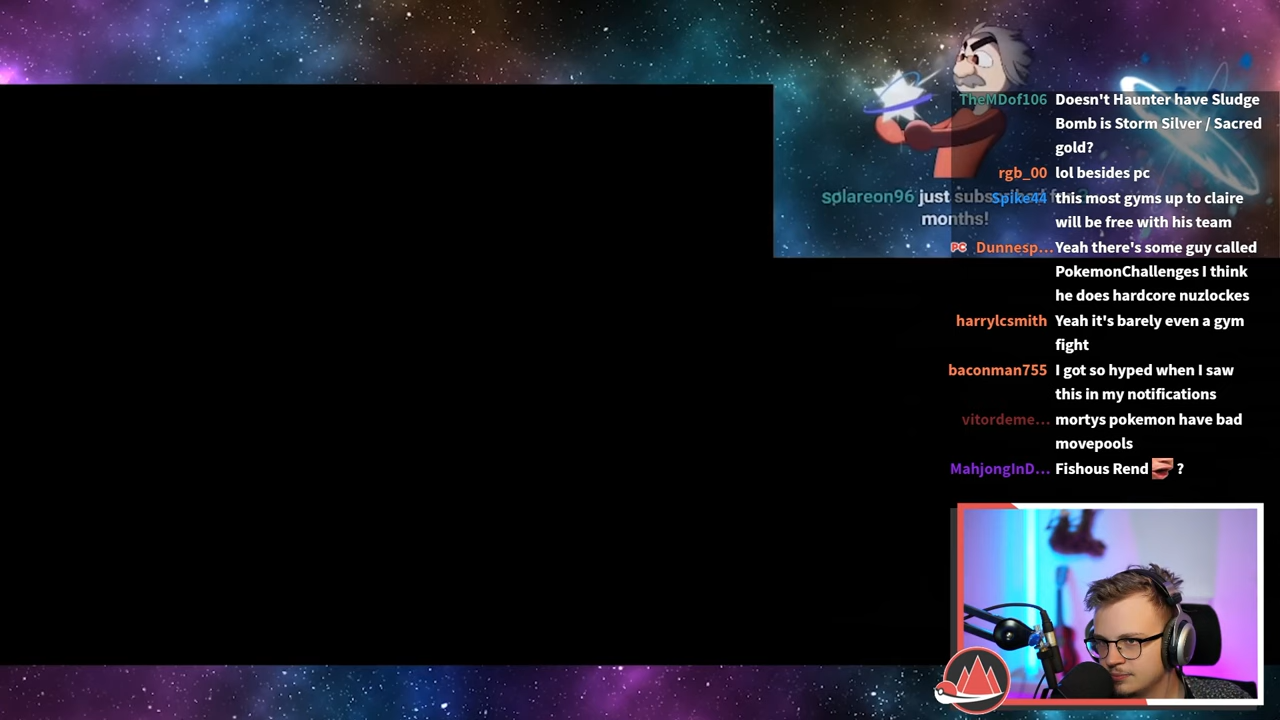 TheMDof106 Doesn't Haunter have Sludge
Bomb is Storm Silver / Sacred
gold?
rgb_00 lol besides pc
solareon96 just
months!
Spike44 this most gyms up to claire
will be free with his team
PC Dunnesp... Yeah there's some guy called
PokemonChallenges I think
he does hardcore nuzlockes
harrylcsmith Yeah it's barely even a gym
fight
baconman755 I got so hyped when I saw
this in my notifications
vitordeme... mortys pokemon have bad
movepools
MahjongInD... Fishous Rend ?